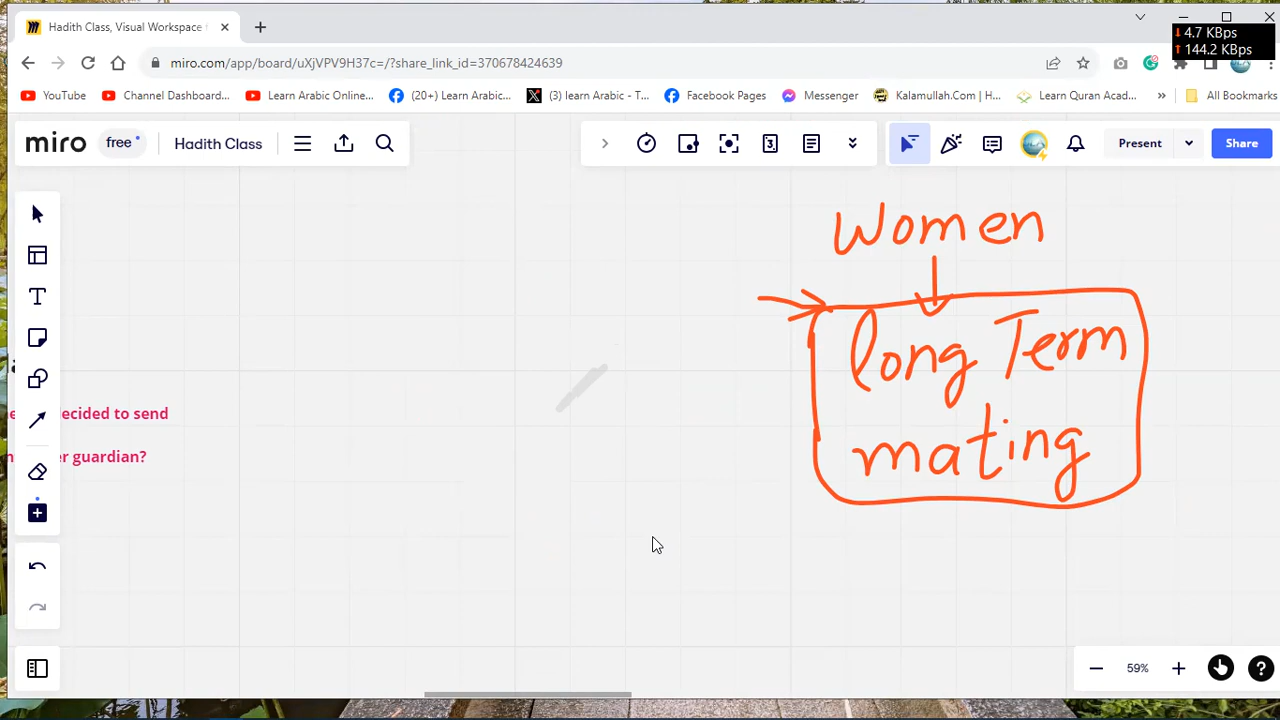 Hadith Class, Visual Workspace f
4.7 KBps
144.2 KBps
miro.com/app/board/uXjVPV9H37c=/?share_link_id=370678424639
YouTube
Channel Dashboard...
Learn Arabic Online...
(20+) Learn Arabic...
(3) learn Arabic - T...
Facebook Pages
Messenger
Kalamullah.Com | H...
Learn Quran Acad...
»
All Bookmarks
miro
free
Hadith Class
3
Present
Share
Women
long Term
mating
ecided to send
er guardian?
59%